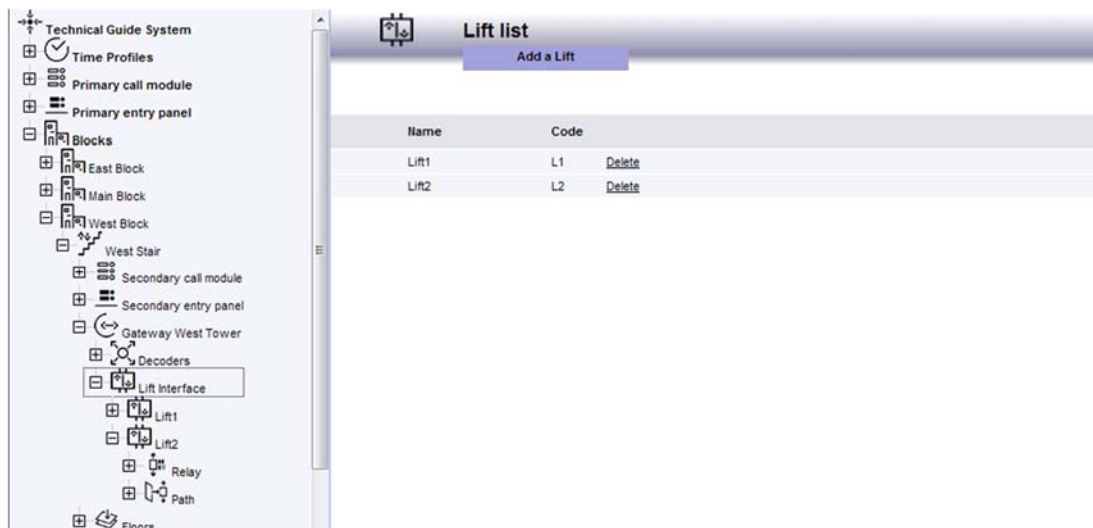 Technical Guide System
Time Profiles
Primary call module
Primary entry panel
Blocks
East Block
Main Block
West Block
West Stair
Secondary call module
Secondary entry panel
Gateway West Tower
Decoders
Lift Interface
Lift1
Lift2
Relay
Path
Floors
Lift list
Add a Lift
Name Code
Lift1 L1 Delete
Lift2 L2 Delete